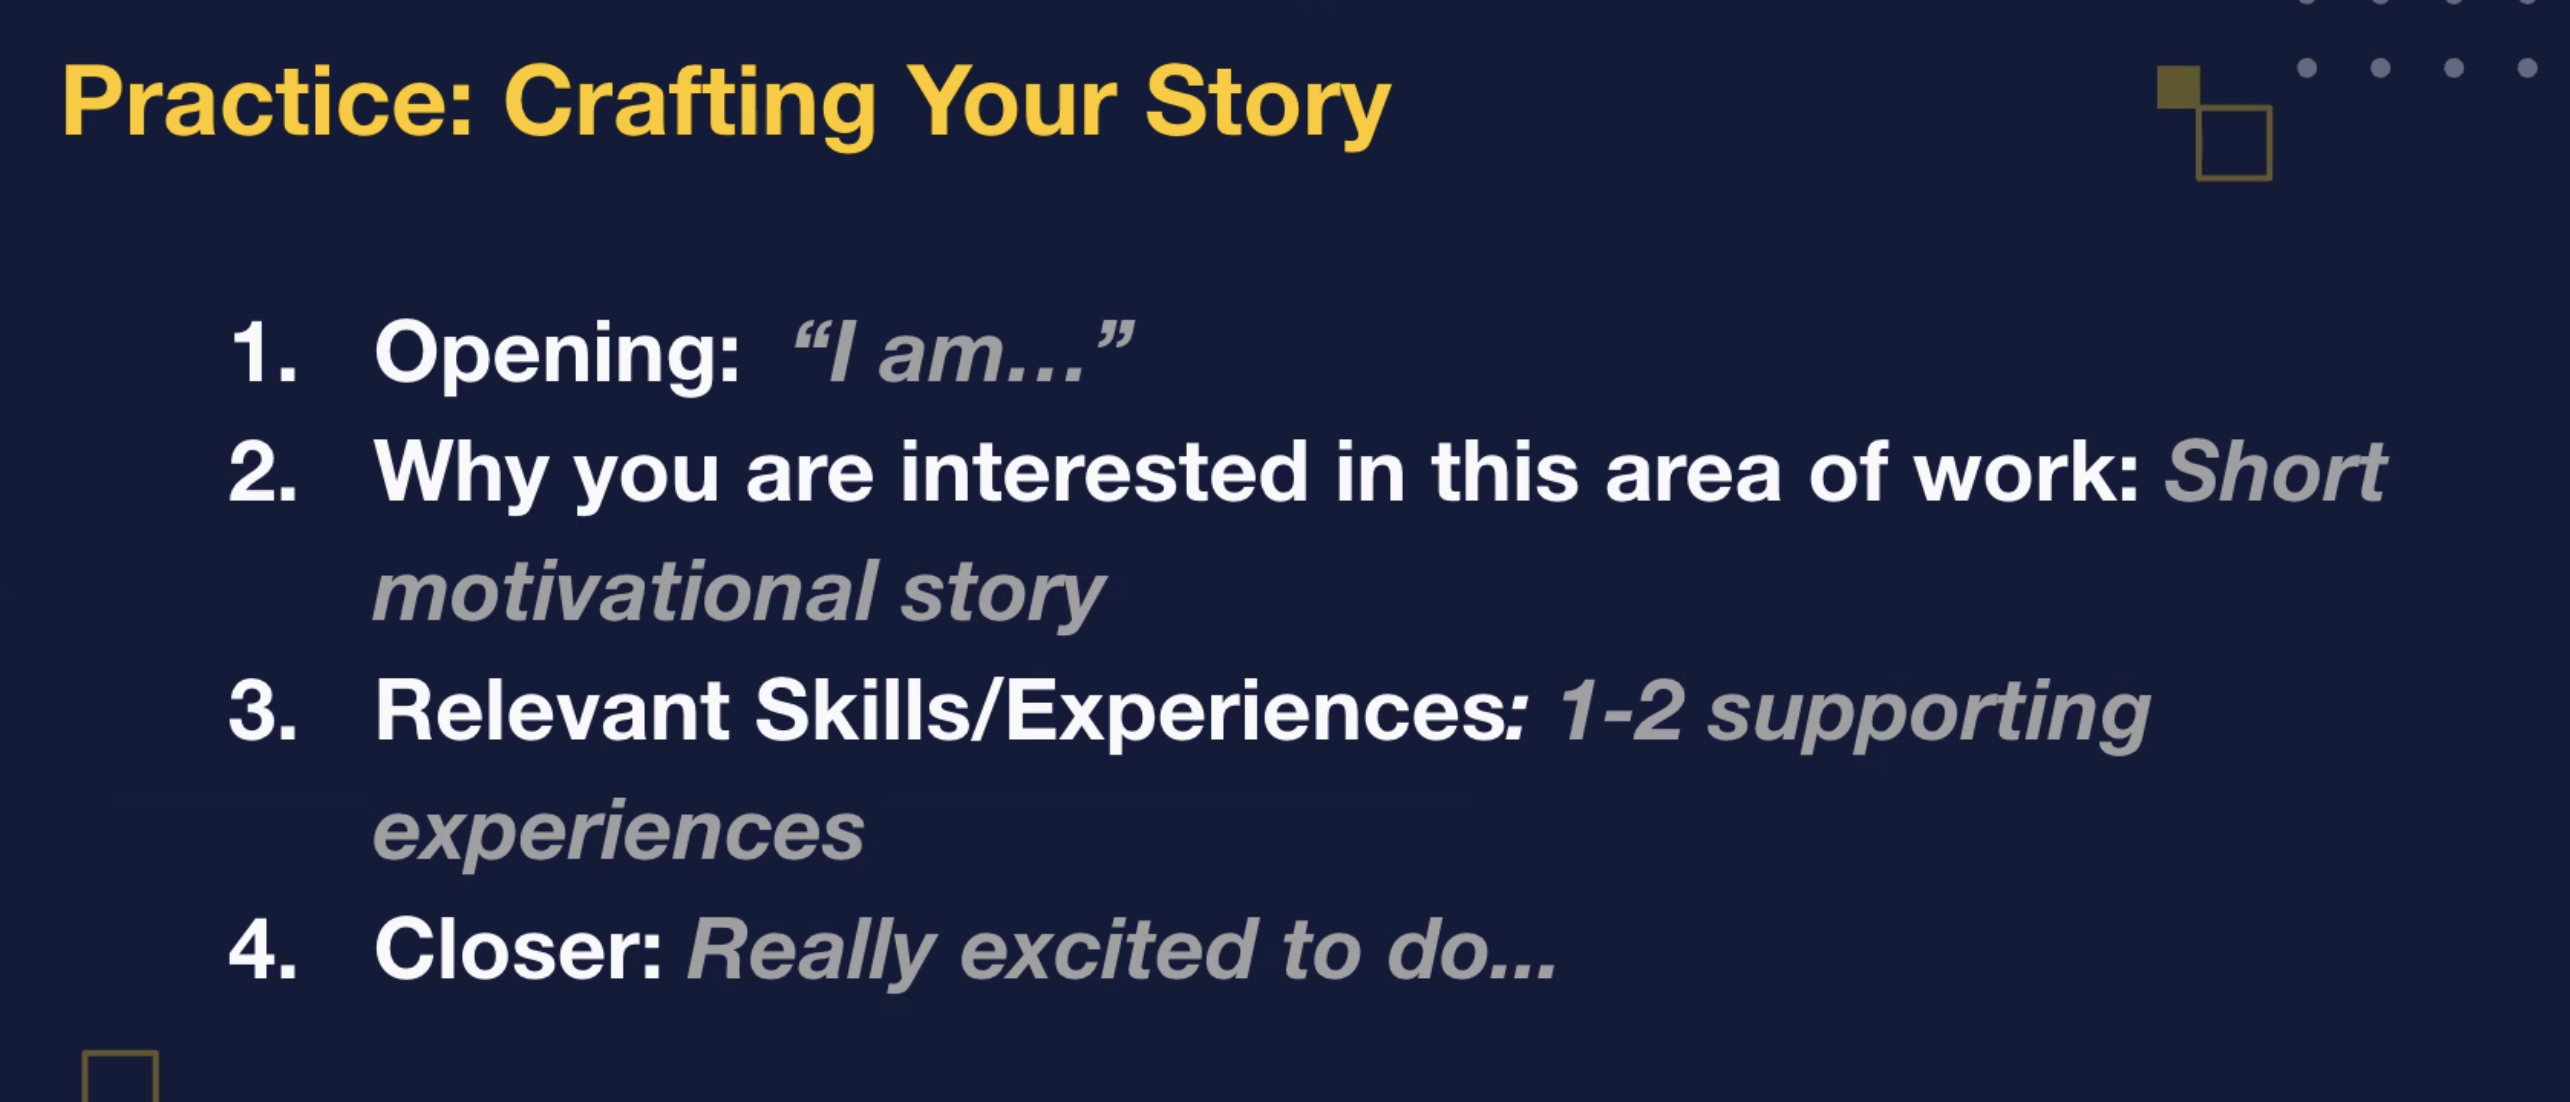 Practice: Crafting Your Story
1. Opening: “I am...”
2. Why you are interested in this area of work: Short
motivational story
3. Relevant Skills/Experiences: 1-2 supporting
experiences
4. Closer: Really excited to do...